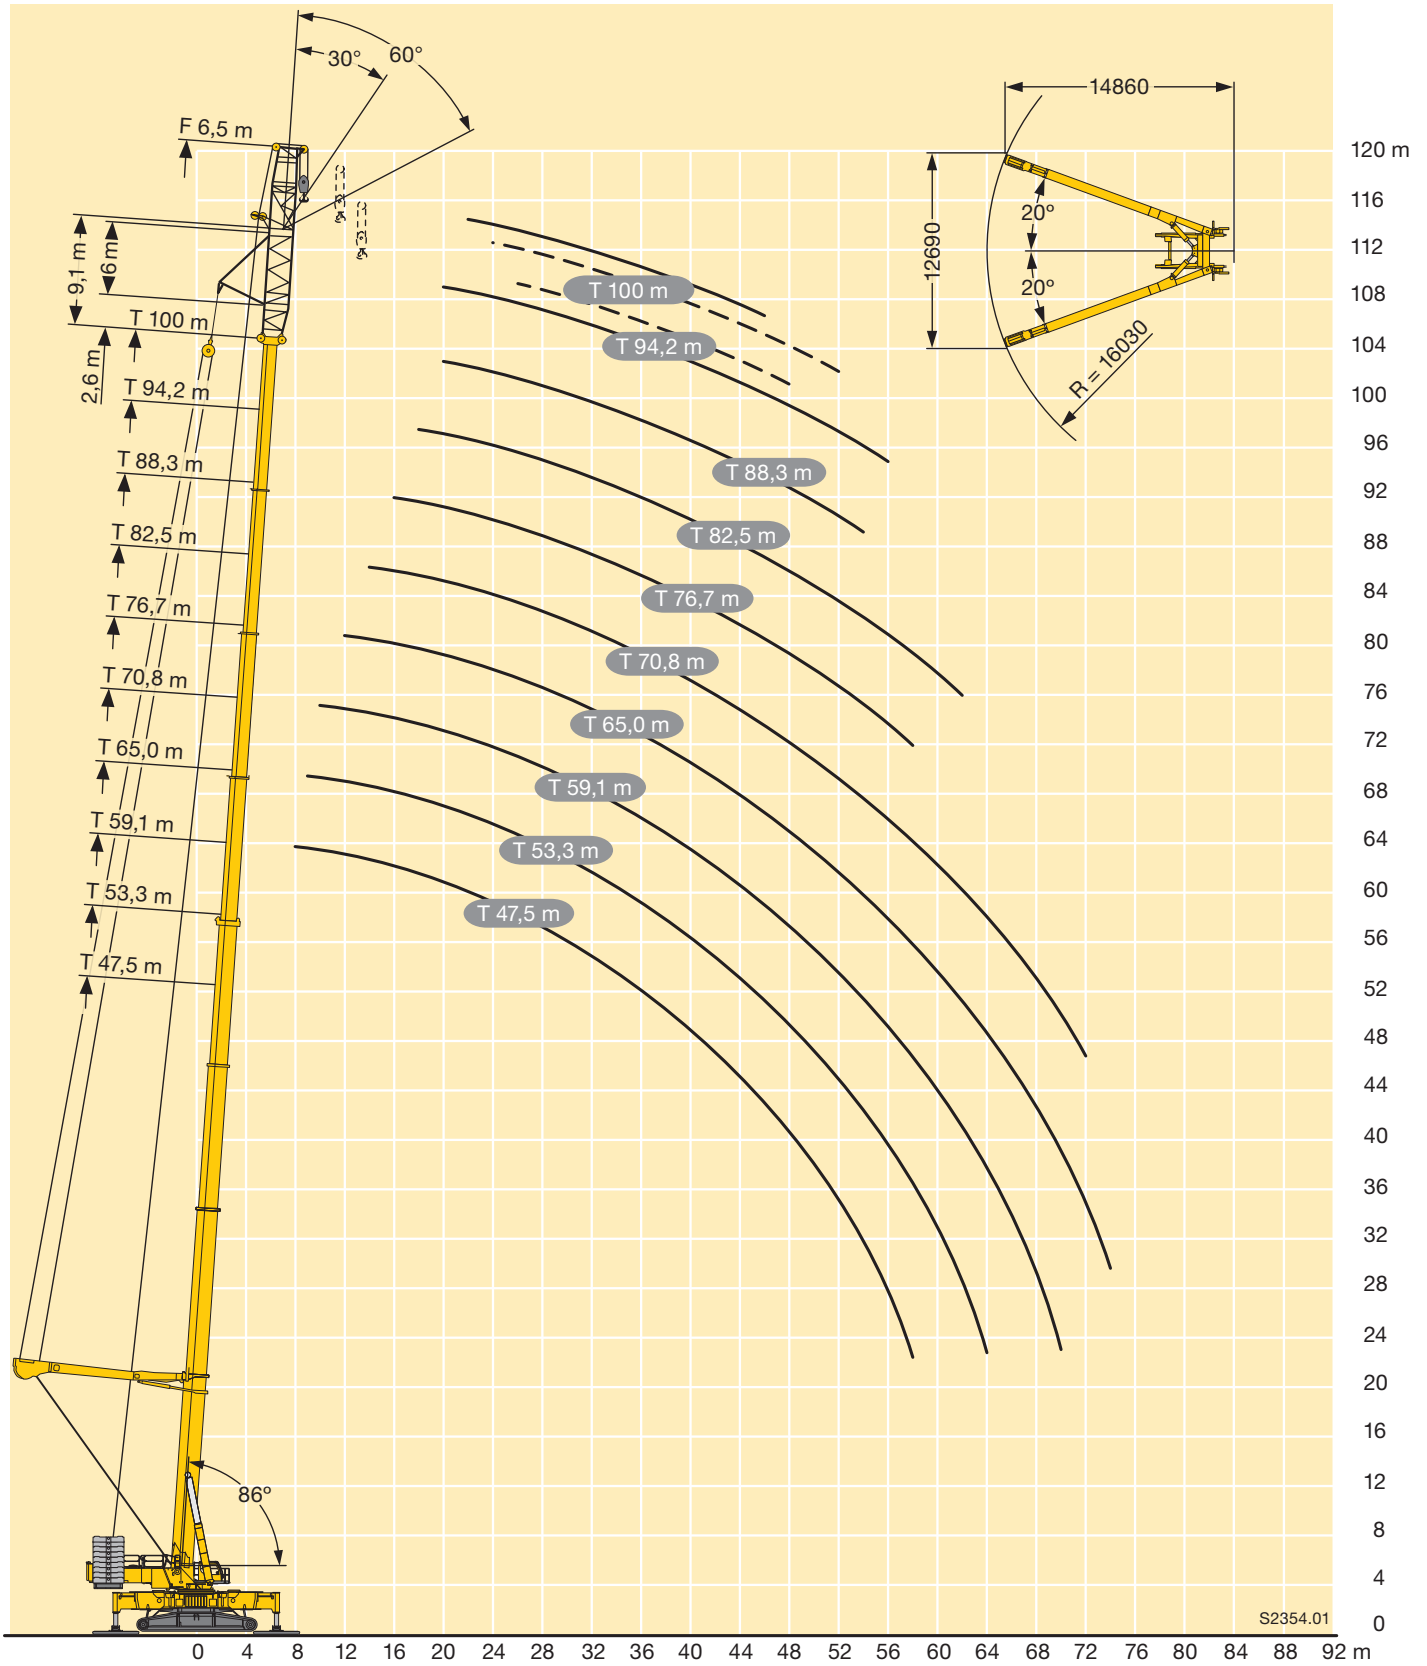 60°
30°
14860
F 6,5 m
120 m
116
112
108
104
100
96
92
88
84
80
76
72
68
64
60
56
52
48
44
40
36
32
28
24
20
16
12
8
4
0
12690
20°
20°
R = 16030
9,1 m
6 m
2,6 m
T 100 m
T 94,2 m
T 88,3 m
T 82,5 m
T 76,7 m
T 70,8 m
T 65,0 m
T 59,1 m
T 53,3 m
T 47,5 m
T 100 m
T 94,2 m
T 88,3 m
T 82,5 m
T 76,7 m
T 70,8 m
T 65,0 m
T 59,1 m
T 53,3 m
T 47,5 m
86°
S2354.01
0 4 8 12 16 20 24 28 32 36 40 44 48 52 56 60 64 68 72 76 80 84 88 92 m